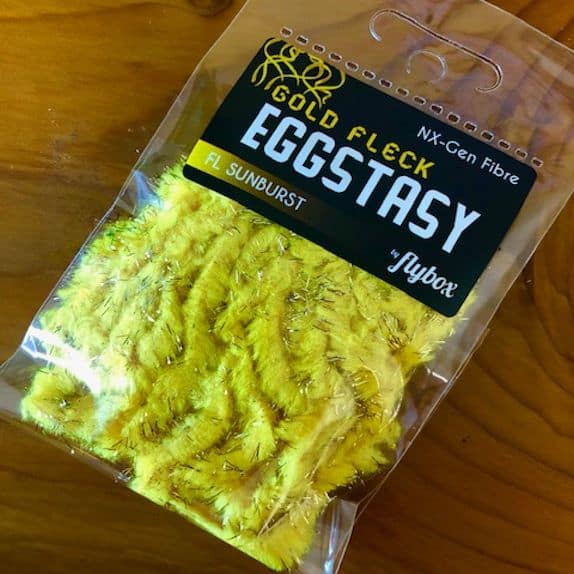 GOLD FLECK
NX-Gen Fibre
EGGSTASY
FL SUNBURST
by flybox